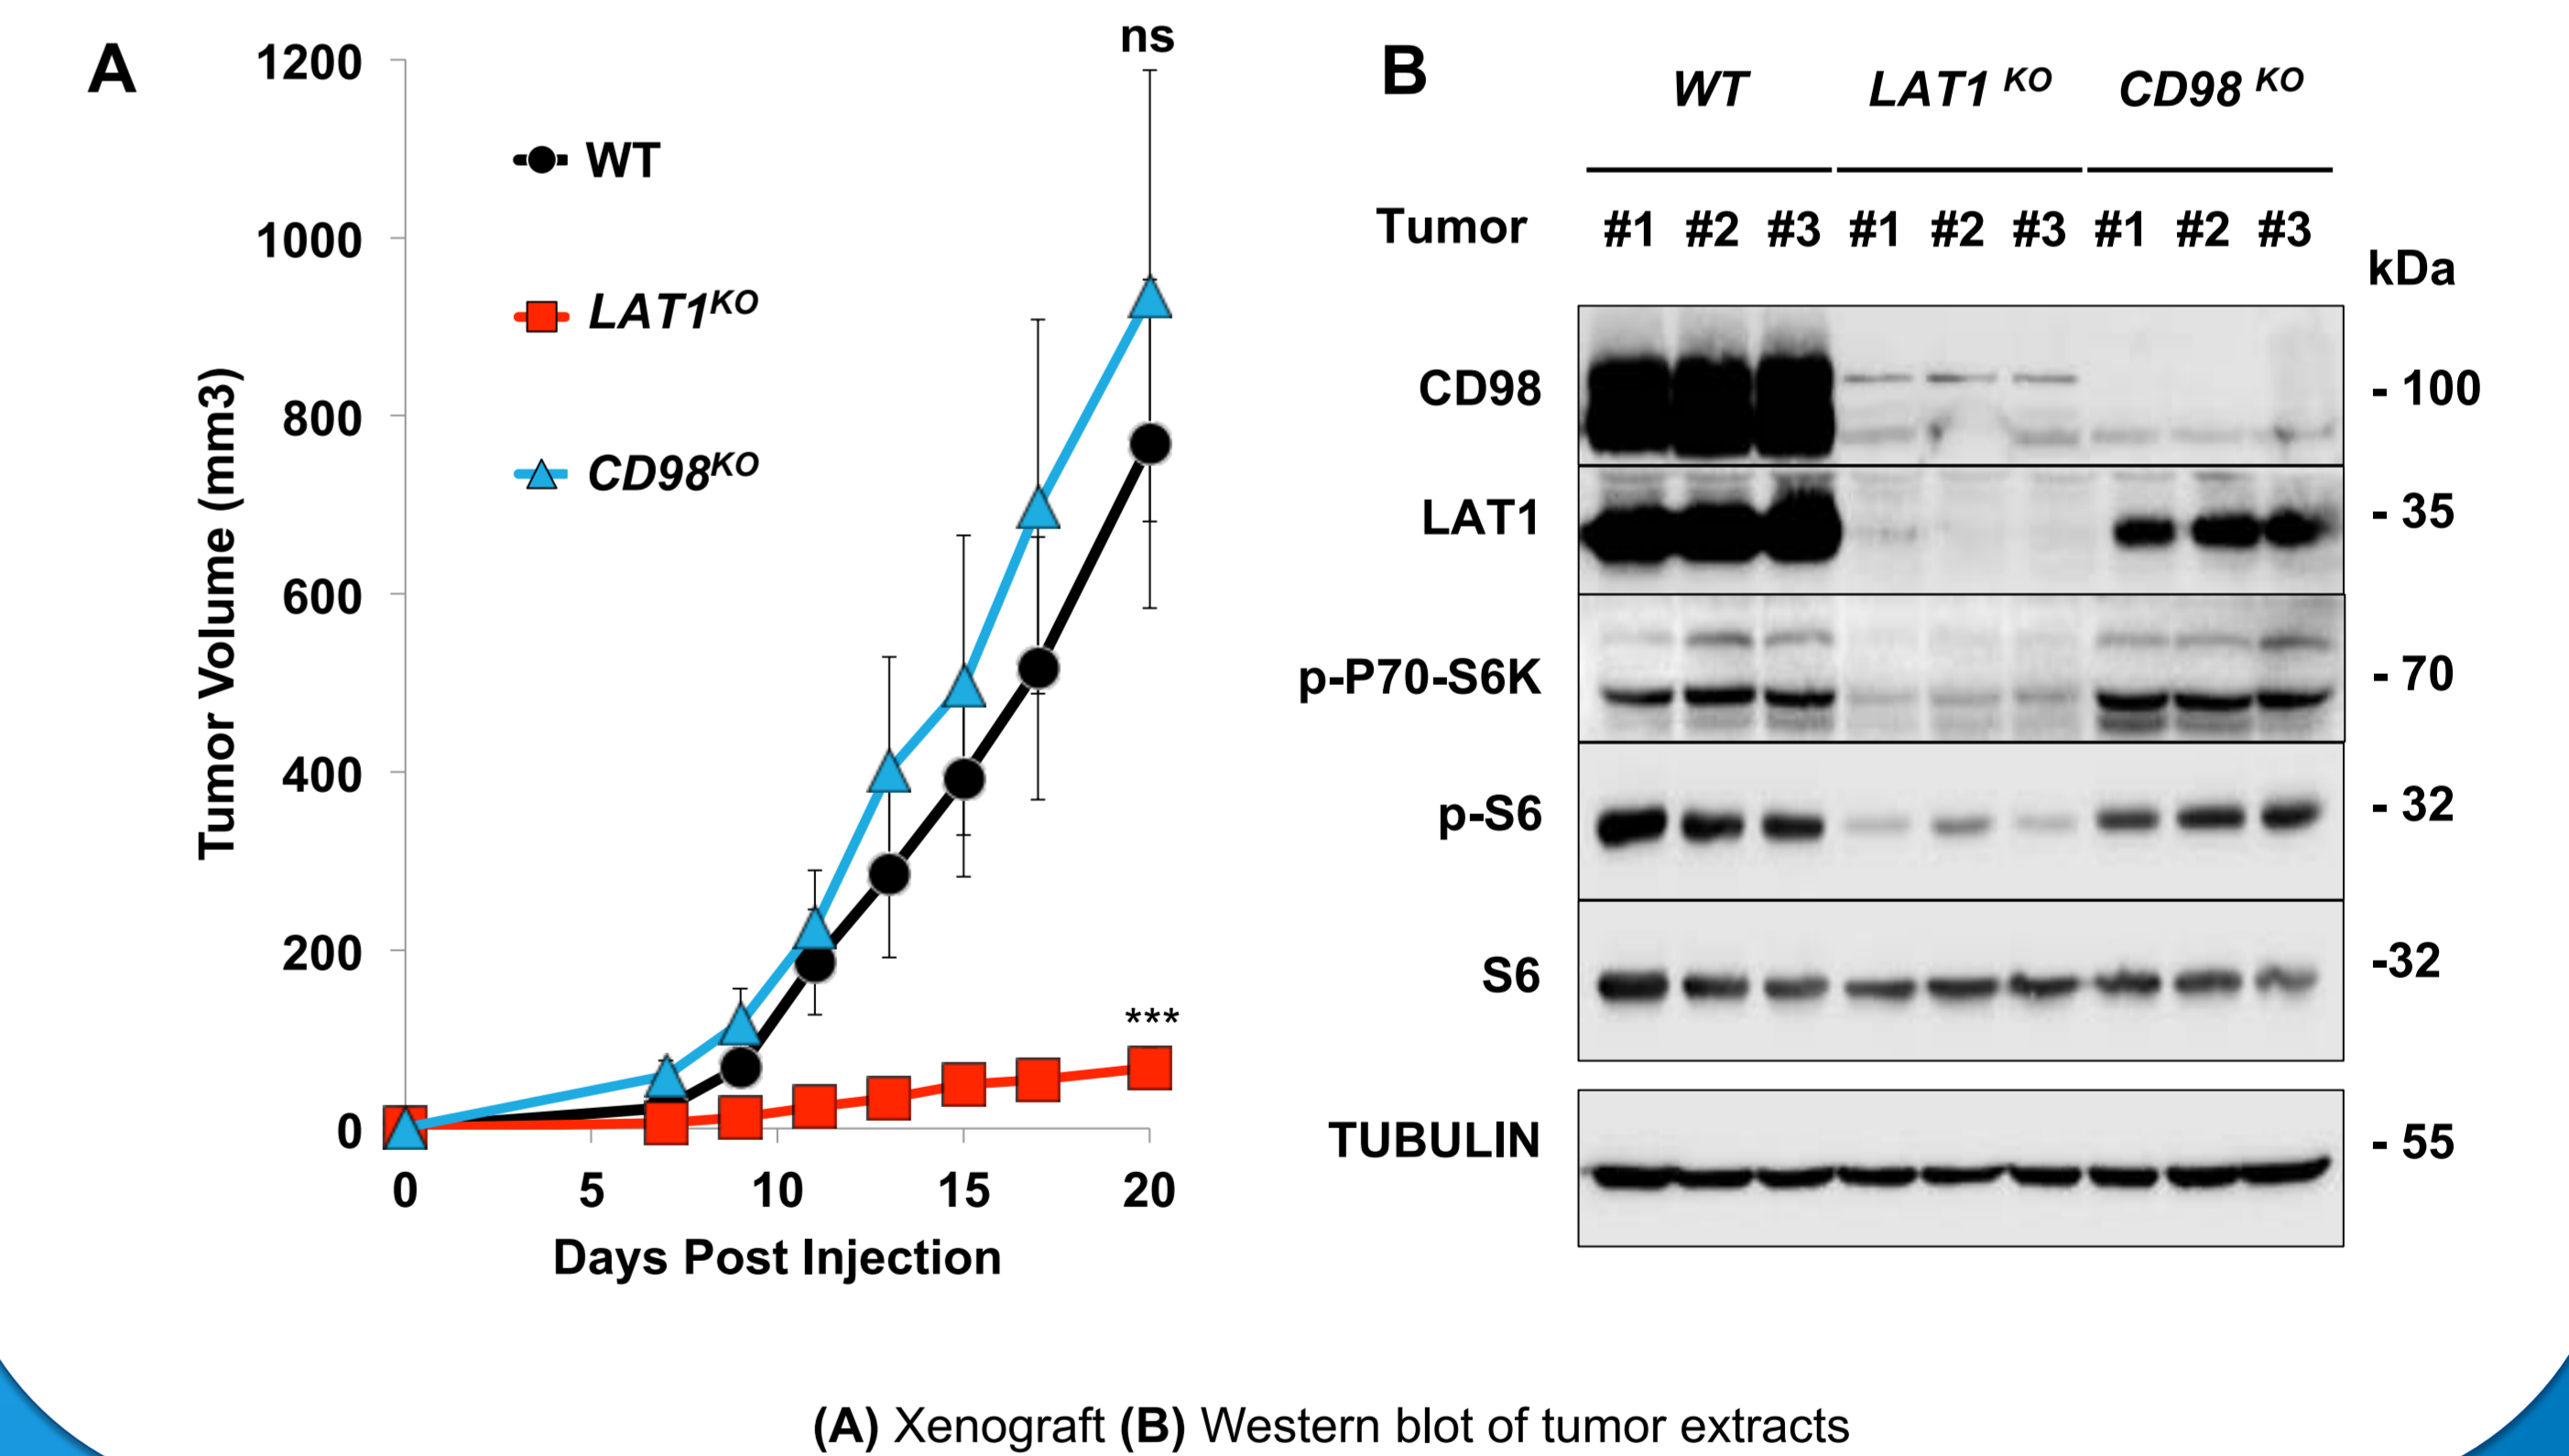 A
ns
1200
1000
800
600
400
200
0
Tumor Volume (mm3)
WT
LAT1KO
CD98KO
***
0 5 10 15 20
Days Post Injection
B
WT LAT1 KO CD98 KO
Tumor #1 #2 #3 #1 #2 #3 #1 #2 #3
kDa
CD98 - 100
LAT1 - 35
p-P70-S6K - 70
p-S6 - 32
S6 -32
TUBULIN - 55
(A) Xenograft (B) Western blot of tumor extracts